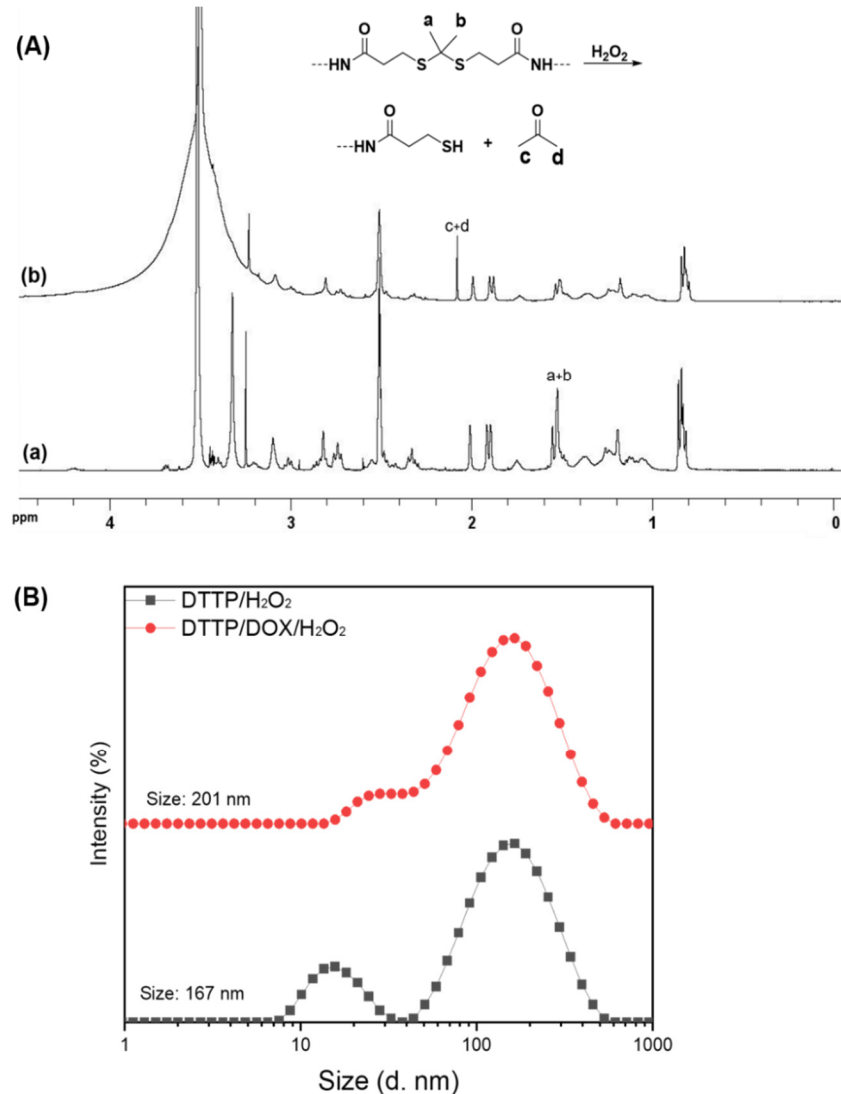 (A)
a b
O O
---HN S S NH---
H₂O₂
O O
---HN SH + c d
c+d
(b)
a+b
(a)
ppm 4 3 2 1 0
(B)
DTTP/H₂O₂
DTTP/DOX/H₂O₂
Intensity (%)
Size: 201 nm
Size: 167 nm
1 10 100 1000
Size (d. nm)